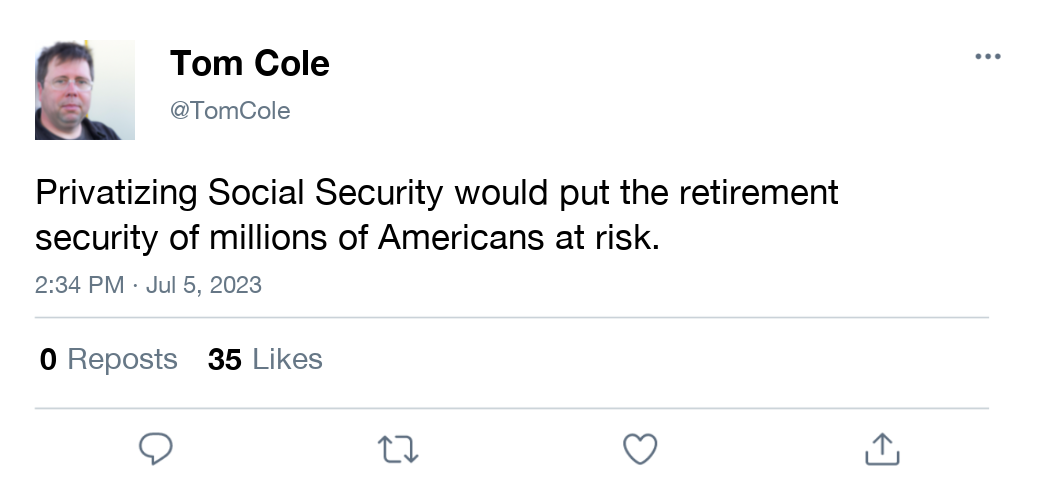 Tom Cole
@TomCole
Privatizing Social Security would put the retirement
security of millions of Americans at risk.
2:34 PM · Jul 5, 2023
0 Reposts 35 Likes